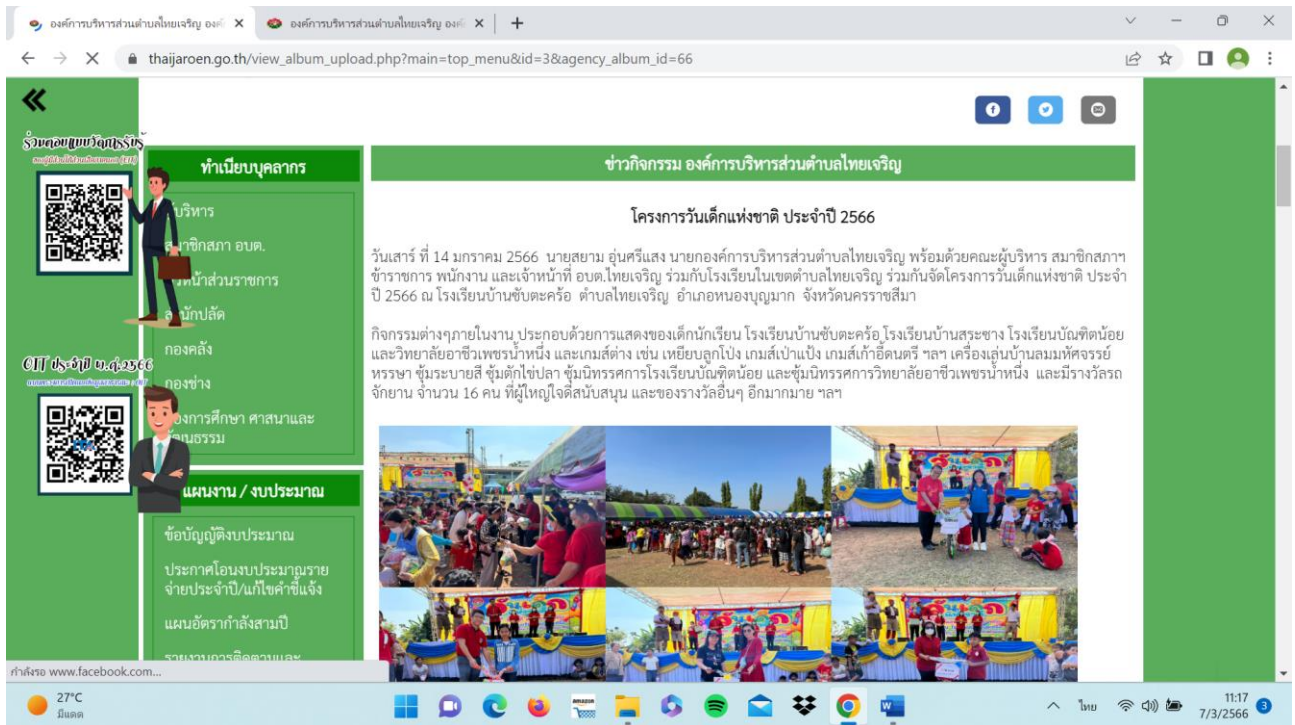 องค์การบริหารส่วนตำบลไทยเจริญ องค์
องค์การบริหารส่วนตำบลไทยเจริญ องค์
thaijaroen.go.th/view_album_upload.php?main=top_menu&id=3&agency_album_id=66
ร่วมตอบแบบวัดการรับรู้
ทำเนียบบุคลากร
บริหาร
สมาชิกสภา อบต.
หน้าส่วนราชการ
สำนักปลัด
กองคลัง
กองช่าง
องการศึกษา ศาสนาและ
วัฒนธรรม
OIT ประจำปี พ.ศ.2566
แผนงาน / งบประมาณ
ข้อบัญญัติงบประมาณ
ประกาศโอนงบประมาณราย
จ่ายประจำปี/แก้ไขคำชี้แจ้ง
แผนอัตรากำลังสามปี
รายงานการติดตามและ
ข่าวกิจกรรม องค์การบริหารส่วนตำบลไทยเจริญ
โครงการวันเด็กแห่งชาติ ประจำปี 2566
วันเสาร์ ที่ 14 มกราคม 2566 นายสยาม อุ่นศรีแสง นายกองค์การบริหารส่วนตำบลไทยเจริญ พร้อมด้วยคณะผู้บริหาร สมาชิกสภาฯ
ข้าราชการ พนักงาน และเจ้าหน้าที่ อบต.ไทยเจริญ ร่วมกับโรงเรียนในเขตตำบลไทยเจริญ ร่วมกันจัดโครงการวันเด็กแห่งชาติ ประจำ
ปี 2566 ณ โรงเรียนบ้านซับตะคร้อ ตำบลไทยเจริญ อำเภอหนองบุญมาก จังหวัดนครราชสีมา
กิจกรรมต่างๆภายในงาน ประกอบด้วยการแสดงของเด็กนักเรียน โรงเรียนบ้านซับตะคร้อ โรงเรียนบ้านสระซาง โรงเรียนบัณฑิตน้อย
และวิทยาลัยอาชีวเพชรน้ำหนึ่ง และเกมส์ต่าง เช่น เหยียบลูกโป่ง เกมส์เป่าแป้ง เกมส์เก้าอี้ดนตรี ฯลฯ เครื่องเล่นบ้านลมมหัศจรรย์
หรรษา ซุ้มระบายสี ซุ้มตักไข่ปลา ซุ้มนิทรรศการโรงเรียนบัณฑิตน้อย และซุ้มนิทรรศการวิทยาลัยอาชีวเพชรน้ำหนึ่ง และมีรางวัลรถ
จักยาน จำนวน 16 คน ที่ผู้ใหญ่ใจดีสนับสนุน และของรางวัลอื่นๆ อีกมากมาย ฯลฯ
กำลังรอ www.facebook.com...
27°C
มีแดด
ไทย
11:17
7/3/2566
3